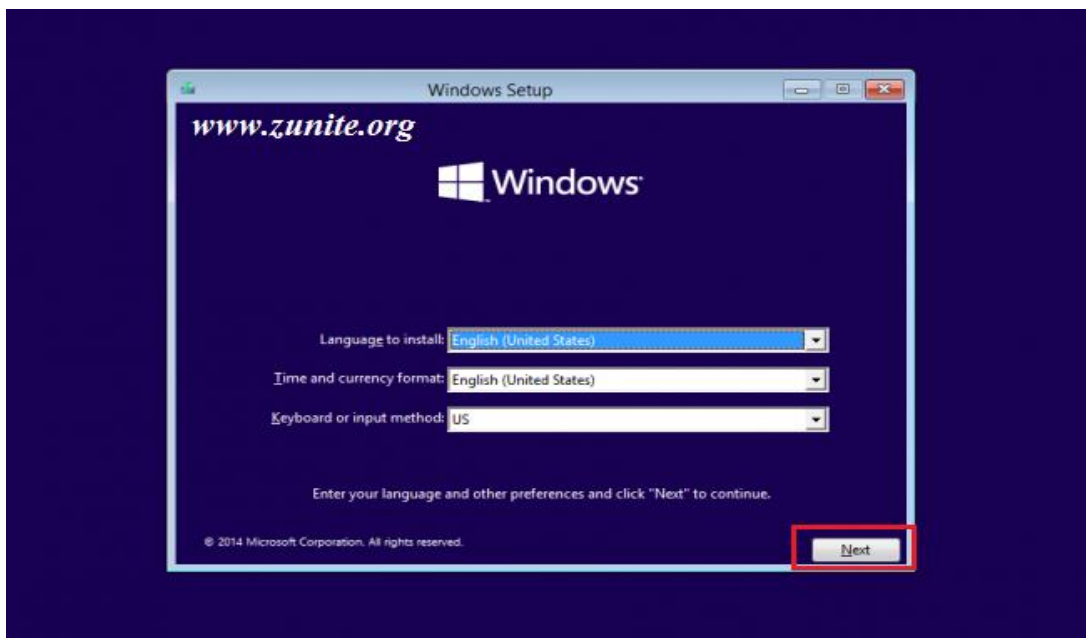 Windows Setup
www.zunite.org
Windows
Language to install: English (United States)
Time and currency format: English (United States)
Keyboard or input method: US
Enter your language and other preferences and click "Next" to continue.
© 2014 Microsoft Corporation. All rights reserved.
Next